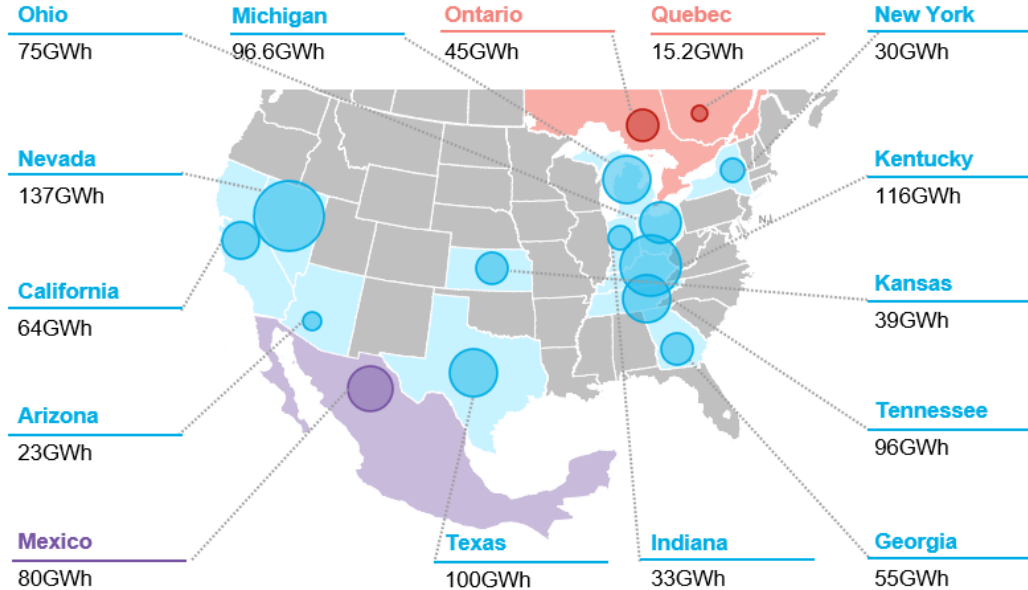 Ohio
75GWh
Michigan
96.6GWh
Ontario
45GWh
Quebec
15.2GWh
New York
30GWh
Nevada
137GWh
Kentucky
116GWh
N.J.
California
64GWh
Kansas
39GWh
Arizona
23GWh
Tennessee
96GWh
Mexico
80GWh
Texas
100GWh
Indiana
33GWh
Georgia
55GWh